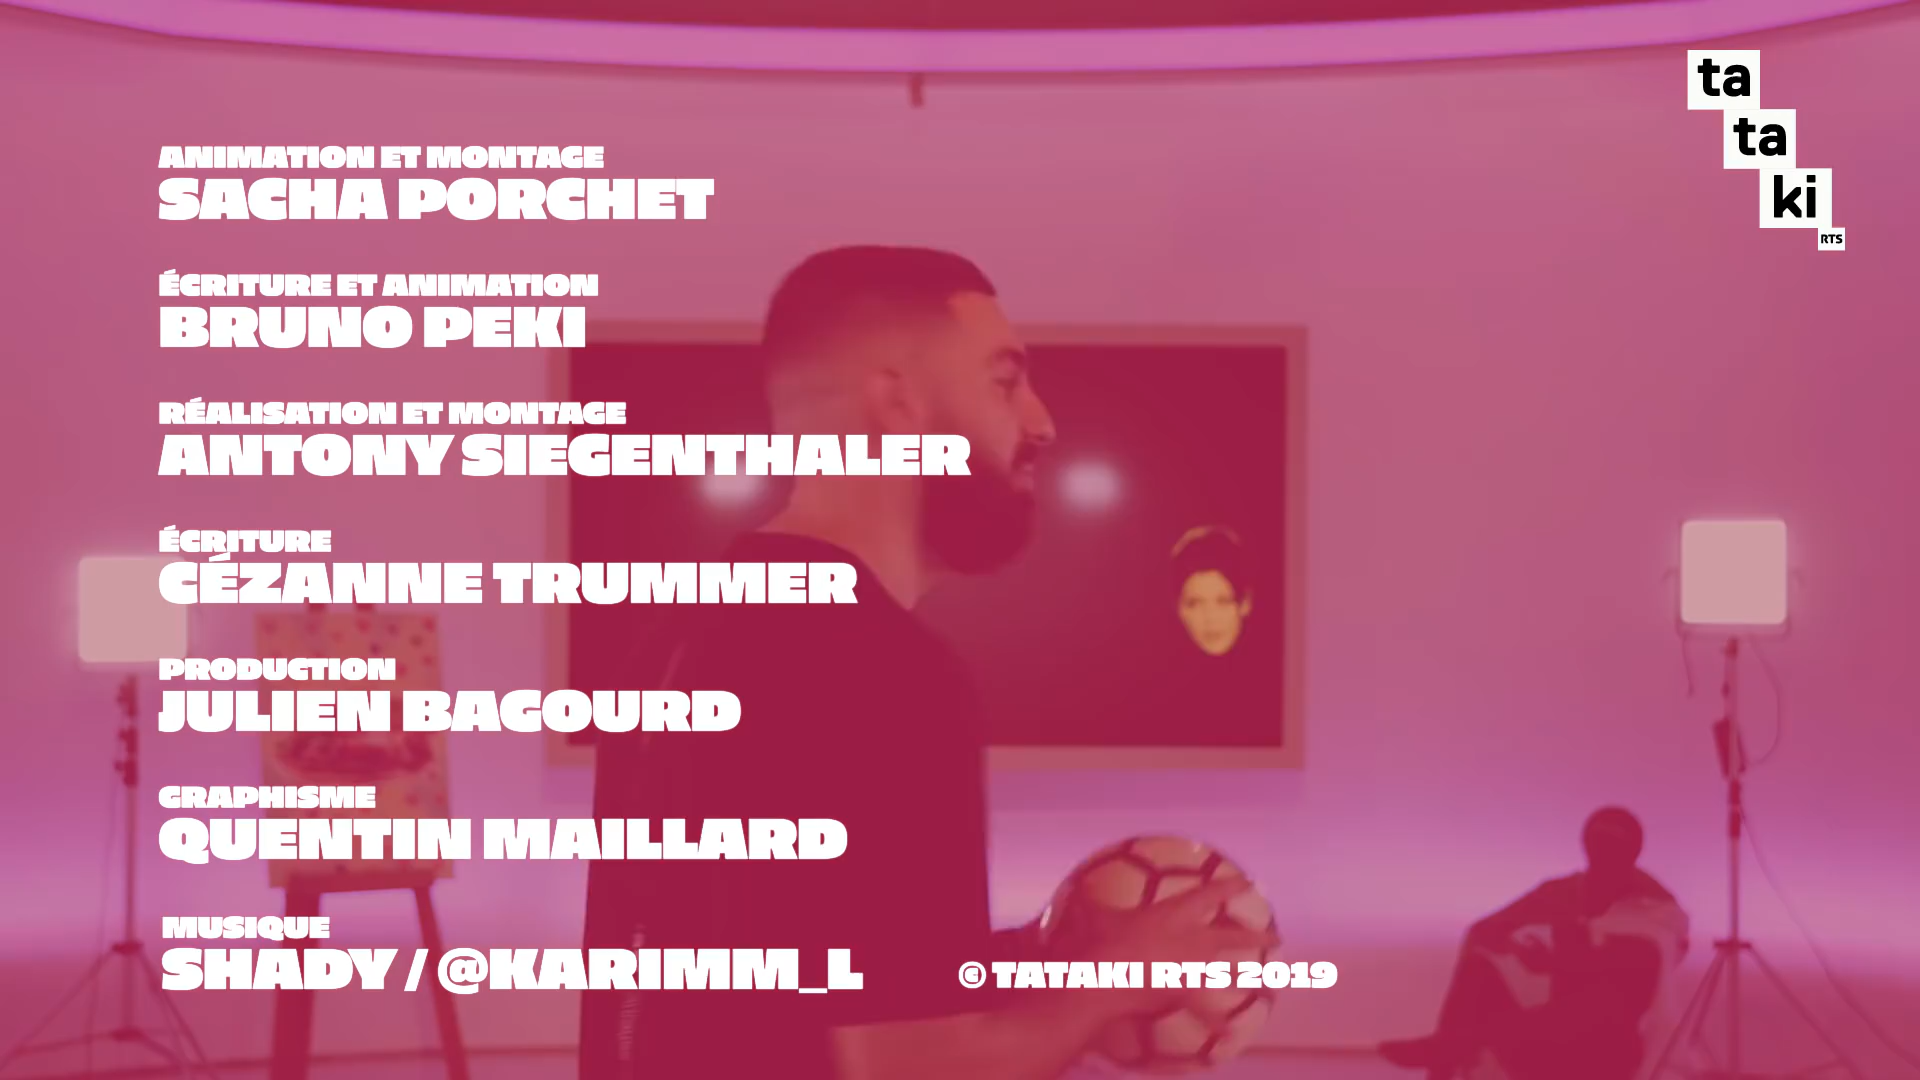 ANIMATION ET MONTAGE
SACHA PORCHET
ÉCRITURE ET ANIMATION
BRUNO PEKI
RÉALISATION ET MONTAGE
ANTONY SIEGENTHALER
ÉCRITURE
CÉZANNE TRUMMER
PRODUCTION
JULIEN BAGOURD
GRAPHISME
QUENTIN MAILLARD
MUSIQUE
SHADY / @KARIMM_L
© TATAKI RTS 2019
ta
ta
ki
RTS